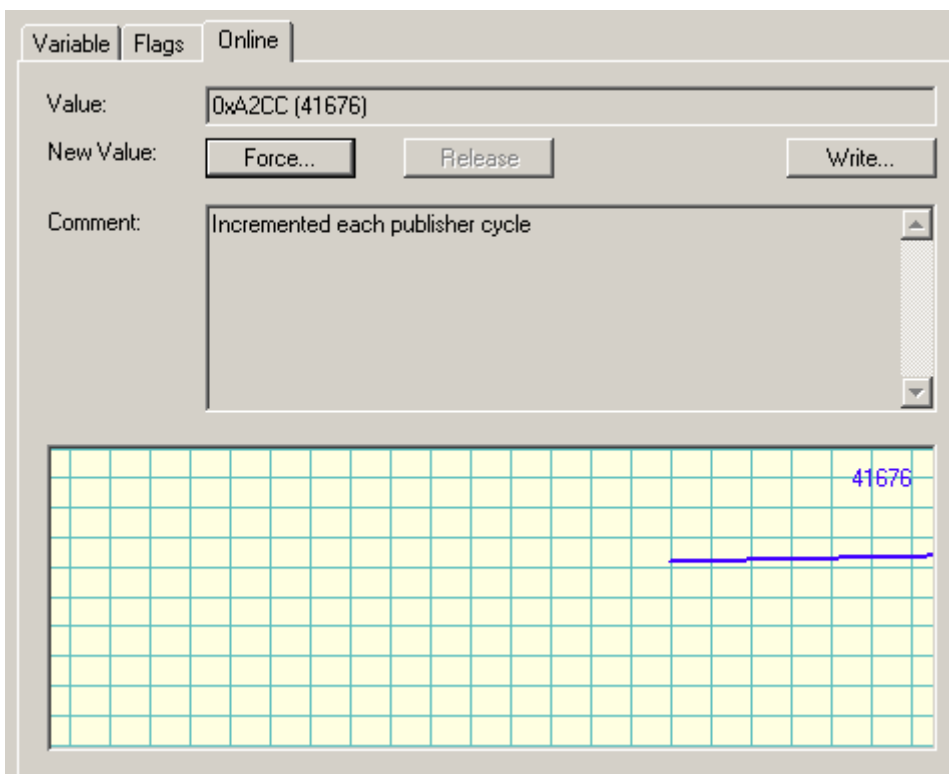 Variable Flags Online
Value: 0xA2CC (41676)
New Value: Force... Release Write...
Comment: Incremented each publisher cycle
41676